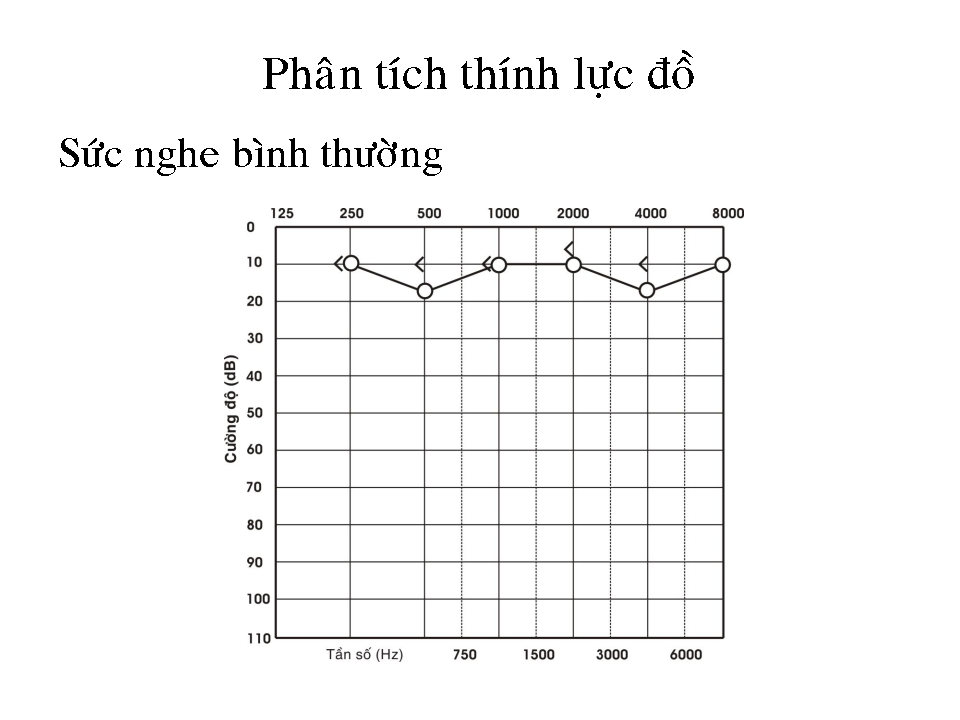 Phân tích thính lực đồ
Sức nghe bình thường
125 250 500 1000 2000 4000 8000
0
10
20
30
40
50
60
70
80
90
100
110
Cường độ (dB)
Tần số (Hz) 750 1500 3000 6000